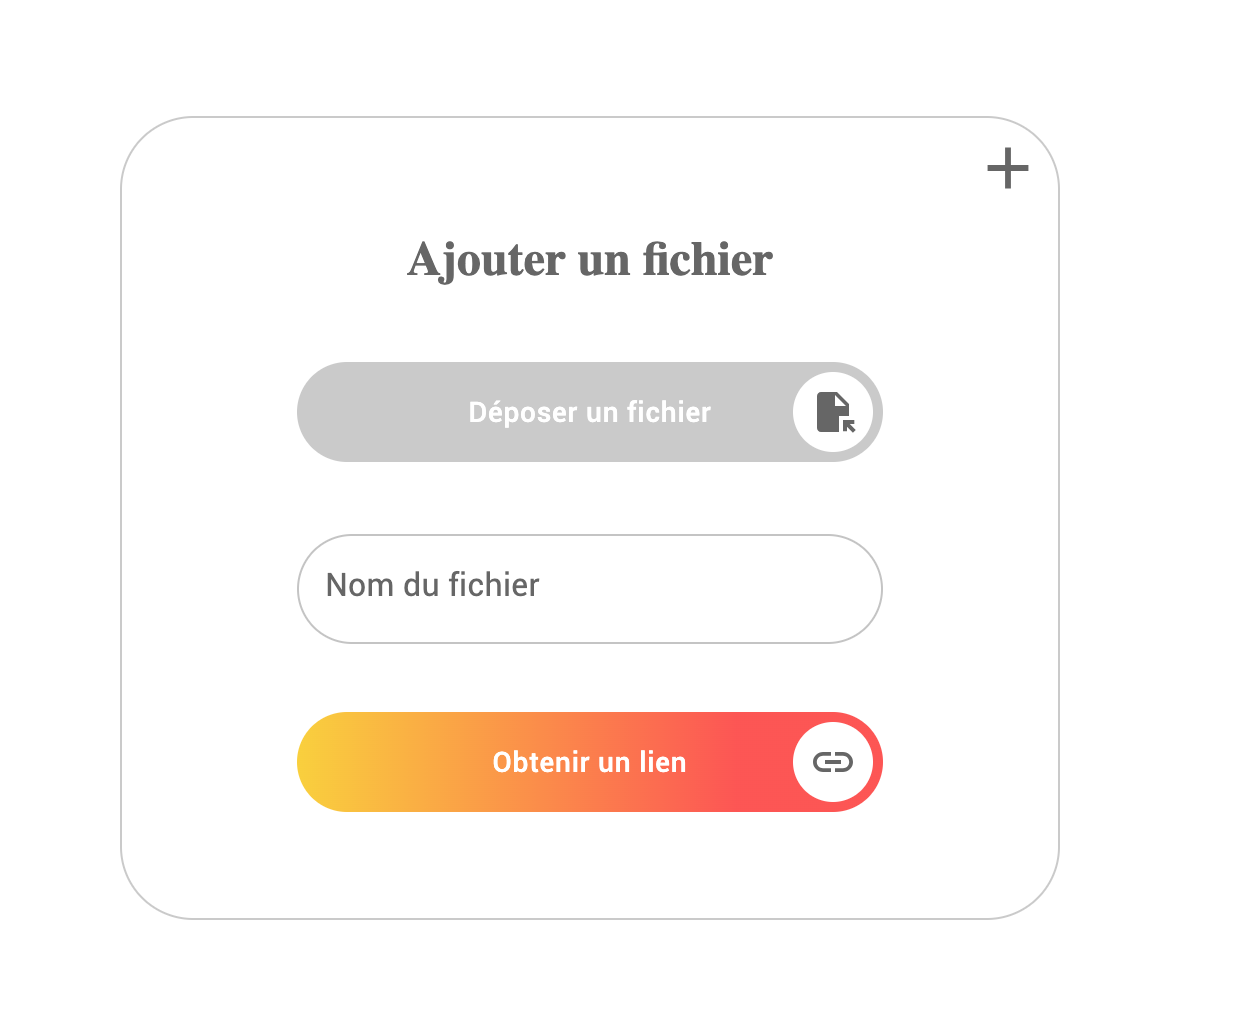 Ajouter un fichier
Déposer un fichier
Nom du fichier
Obtenir un lien